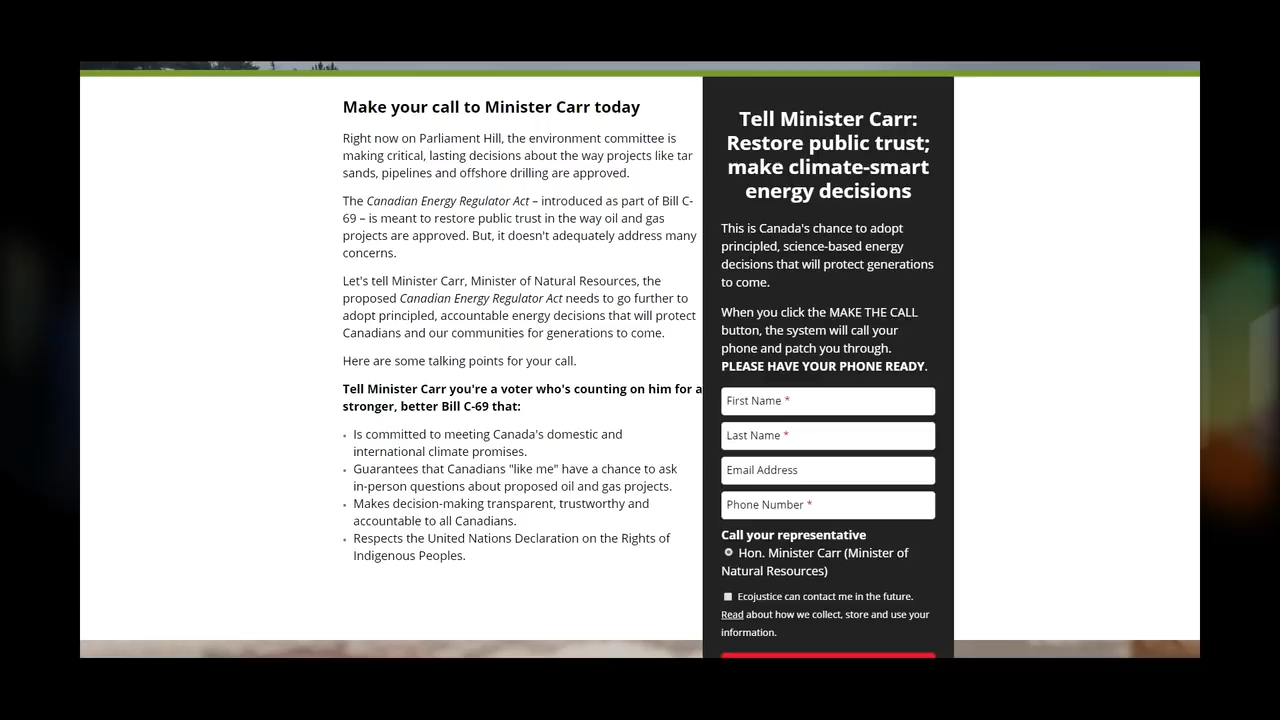 Make your call to Minister Carr today
Right now on Parliament Hill, the environment committee is
making critical, lasting decisions about the way projects like tar
sands, pipelines and offshore drilling are approved.
The Canadian Energy Regulator Act – introduced as part of Bill C-
69 – is meant to restore public trust in the way oil and gas
projects are approved. But, it doesn't adequately address many
concerns.
Let's tell Minister Carr, Minister of Natural Resources, the
proposed Canadian Energy Regulator Act needs to go further to
adopt principled, accountable energy decisions that will protect
Canadians and our communities for generations to come.
Here are some talking points for your call.
Tell Minister Carr you're a voter who's counting on him for a
stronger, better Bill C-69 that:
Is committed to meeting Canada's domestic and
international climate promises.
Guarantees that Canadians "like me" have a chance to ask
in-person questions about proposed oil and gas projects.
Makes decision-making transparent, trustworthy and
accountable to all Canadians.
Respects the United Nations Declaration on the Rights of
Indigenous Peoples.
Tell Minister Carr:
Restore public trust;
make climate-smart
energy decisions
This is Canada's chance to adopt
principled, science-based energy
decisions that will protect generations
to come.
When you click the MAKE THE CALL
button, the system will call your
phone and patch you through.
PLEASE HAVE YOUR PHONE READY.
First Name *
Last Name *
Email Address
Phone Number *
Call your representative
Hon. Minister Carr (Minister of
Natural Resources)
Ecojustice can contact me in the future.
Read about how we collect, store and use your
information.